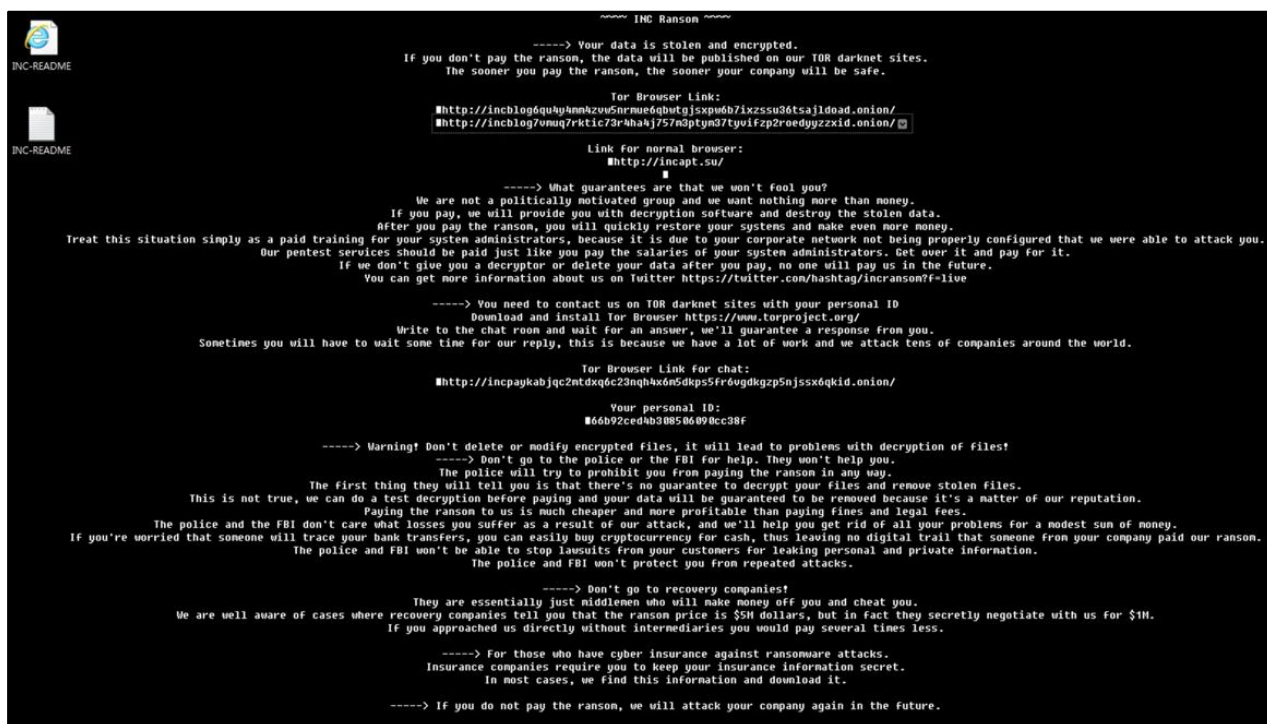 ~~~~ INC Ransom ~~~~
INC-README
-----> Your data is stolen and encrypted.
If you don't pay the ransom, the data will be published on our TOR darknet sites.
The sooner you pay the ransom, the sooner your company will be safe.
Tor Browser Link:
http://incblog6qu4y4mm4zvw5nrmue6qbwtgjsxpw6b7ixzssu36tsajldoad.onion/
http://incblog7vmuq7rktic73r4ha4j757m3ptym37tyvifzp2roedyyzzxid.onion/
INC-README
Link for normal browser:
http://incapt.su/
-----> What guarantees are that we won't fool you?
We are not a politically motivated group and we want nothing more than money.
If you pay, we will provide you with decryption software and destroy the stolen data.
After you pay the ransom, you will quickly restore your systems and make even more money.
Treat this situation simply as a paid training for your system administrators, because it is due to your corporate network not being properly configured that we were able to attack you.
Our pentest services should be paid just like you pay the salaries of your system administrators. Get over it and pay for it.
If we don't give you a decryptor or delete your data after you pay, no one will pay us in the future.
You can get more information about us on Twitter https://twitter.com/hashtag/incransom?f=live
-----> You need to contact us on TOR darknet sites with your personal ID
Download and install Tor Browser https://www.torproject.org/
Write to the chat room and wait for an answer, we'll guarantee a response from you.
Sometimes you will have to wait some time for our reply, this is because we have a lot of work and we attack tens of companies around the world.
Tor Browser Link for chat:
http://incpaykabjqc2mtdxq6c23nqh4x6m5dkps5fr6vgdkgzp5njssx6qkid.onion/
Your personal ID:
66b92ced4b308506090cc38f
-----> Warning! Don't delete or modify encrypted files, it will lead to problems with decryption of files!
-----> Don't go to the police or the FBI for help. They won't help you.
The police will try to prohibit you from paying the ransom in any way.
The first thing they will tell you is that there's no guarantee to decrypt your files and remove stolen files.
This is not true, we can do a test decryption before paying and your data will be guaranteed to be removed because it's a matter of our reputation.
Paying the ransom to us is much cheaper and more profitable than paying fines and legal fees.
The police and the FBI don't care what losses you suffer as a result of our attack, and we'll help you get rid of all your problems for a modest sum of money.
If you're worried that someone will trace your bank transfers, you can easily buy cryptocurrency for cash, thus leaving no digital trail that someone from your company paid our ransom.
The police and FBI won't be able to stop lawsuits from your customers for leaking personal and private information.
The police and FBI won't protect you from repeated attacks.
-----> Don't go to recovery companies!
They are essentially just middlemen who will make money off you and cheat you.
We are well aware of cases where recovery companies tell you that the ransom price is $5M dollars, but in fact they secretly negotiate with us for $1M.
If you approached us directly without intermediaries you would pay several times less.
-----> For those who have cyber insurance against ransomware attacks.
Insurance companies require you to keep your insurance information secret.
In most cases, we find this information and download it.
-----> If you do not pay the ransom, we will attack your company again in the future.